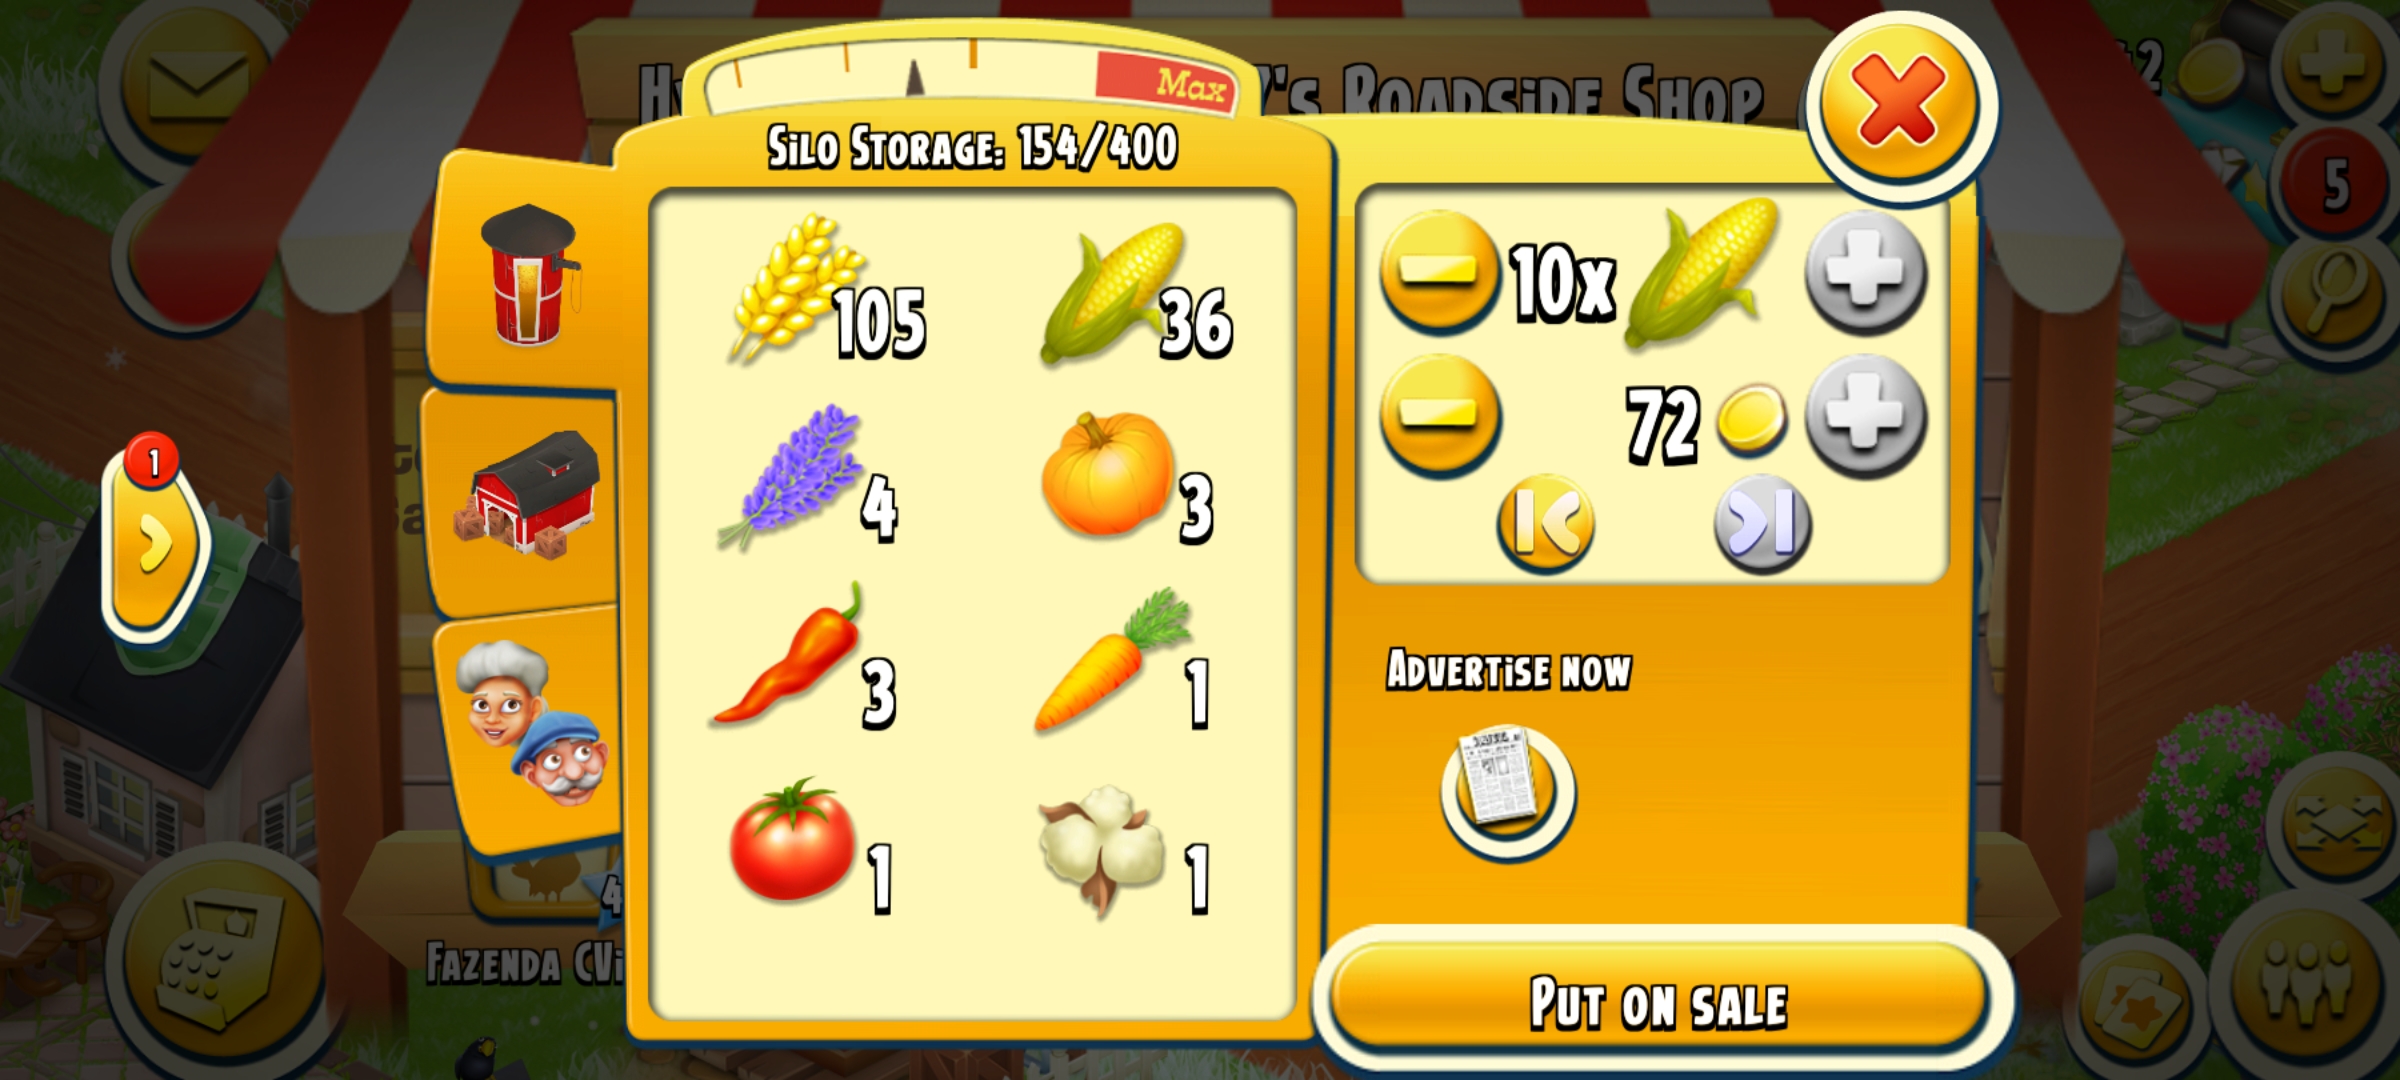 's Roadside Shop
Max
Silo Storage: 154/400
105
36
10x
5
72
1
4
3
3
1
Advertise now
1
1
Fazenda
Put on sale